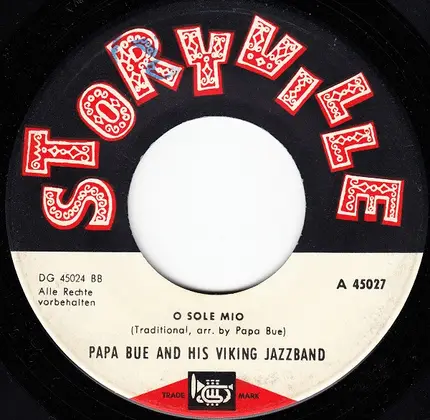 STORYVILLE
DG 45024 BB
Alle Rechte
vorbehalten
A 45027
O SOLE MIO
(Traditional, arr. by Papa Bue)
PAPA BUE AND HIS VIKING JAZZBAND
TRADE MARK